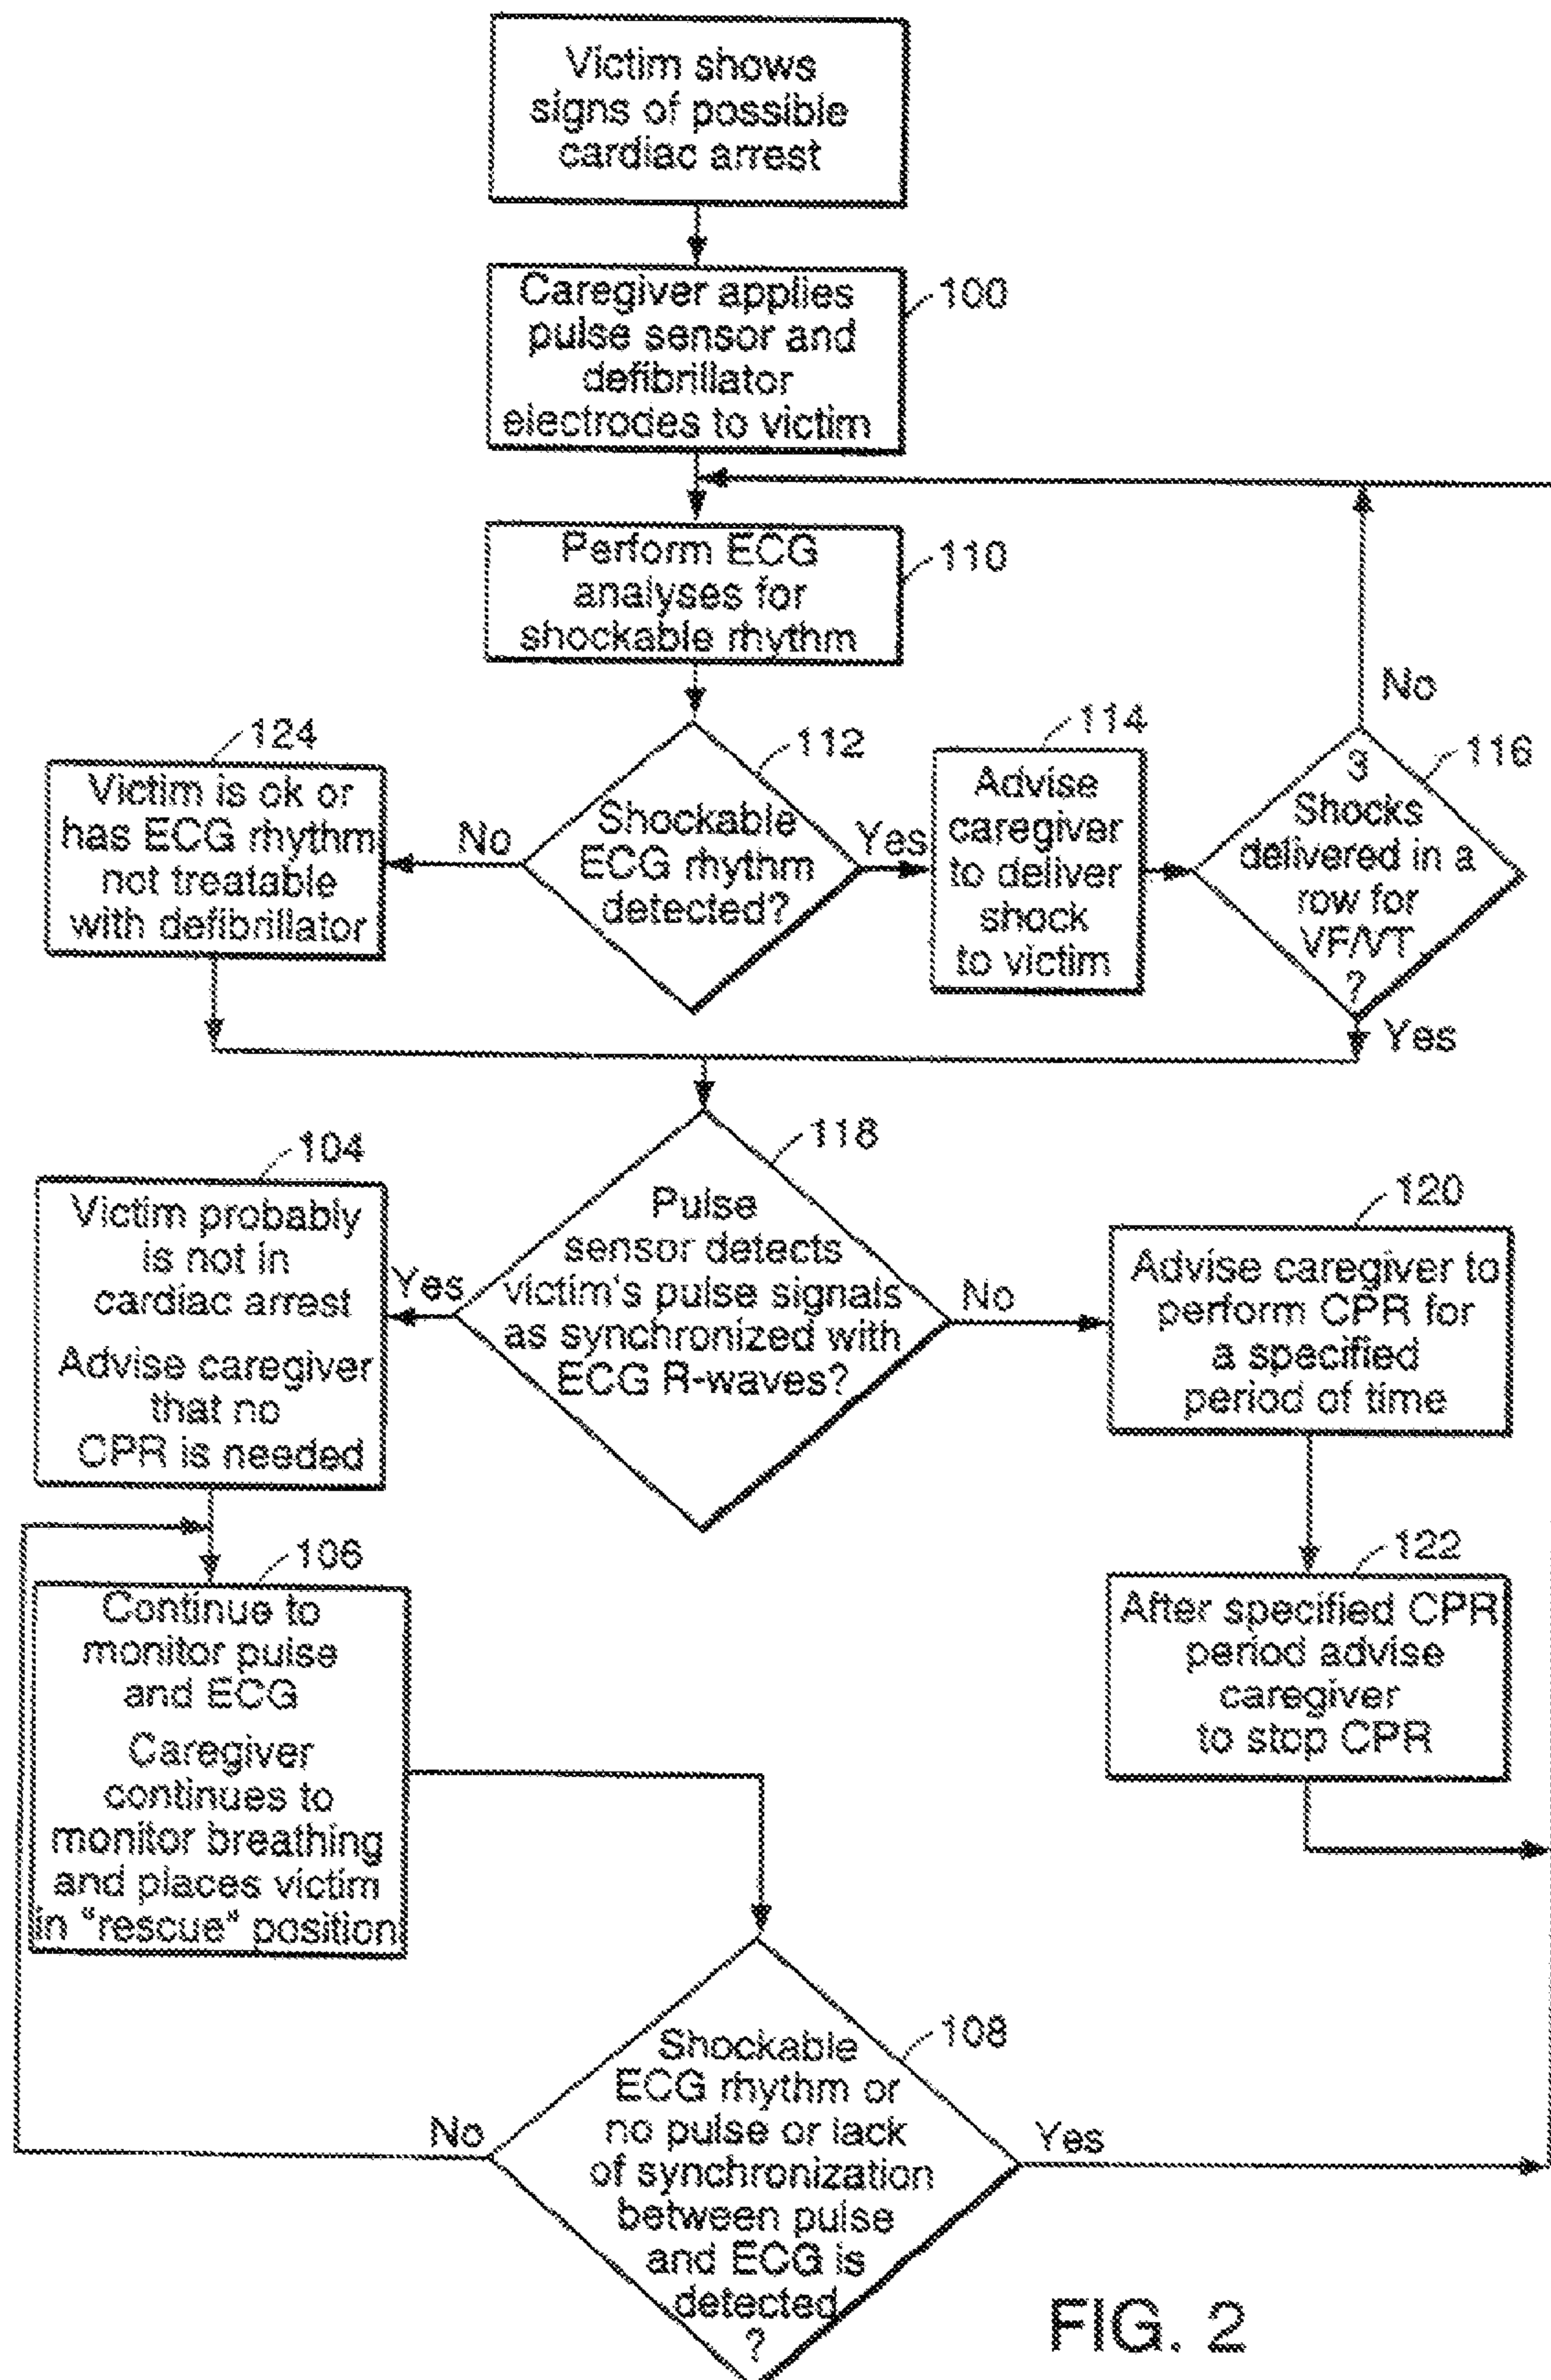 Victim shows
signs of possible
cardiac arrest
Caregiver applies
pulse sensor and
defibrillator
electrodes to victim
100
Perform ECG
analyses for
shockable rhythm
110
No
124
Victim is ok or
has ECG rhythm
not treatable
with defibrillator
No
112
Shockable
ECG rhythm
detected?
Yes
114
Advise
caregiver
to deliver
shock
to victim
116
3
Shocks
delivered in a
row for
VF/VT
?
Yes
104
Victim probably
is not in
cardiac arrest
Advise caregiver
that no
CPR is needed
Yes
118
Pulse
sensor detects
victim's pulse signals
as synchronized with
ECG R-waves?
No
120
Advise caregiver to
perform CPR for
a specified
period of time
106
Continue to
monitor pulse
and ECG
Caregiver
continues to
monitor breathing
and places victim
in "rescue" position
122
After specified CPR
period advise
caregiver
to stop CPR
No
108
Shockable
ECG rhythm or
no pulse or lack
of synchronization
between pulse
and ECG is
detected
?
Yes
FIG. 2